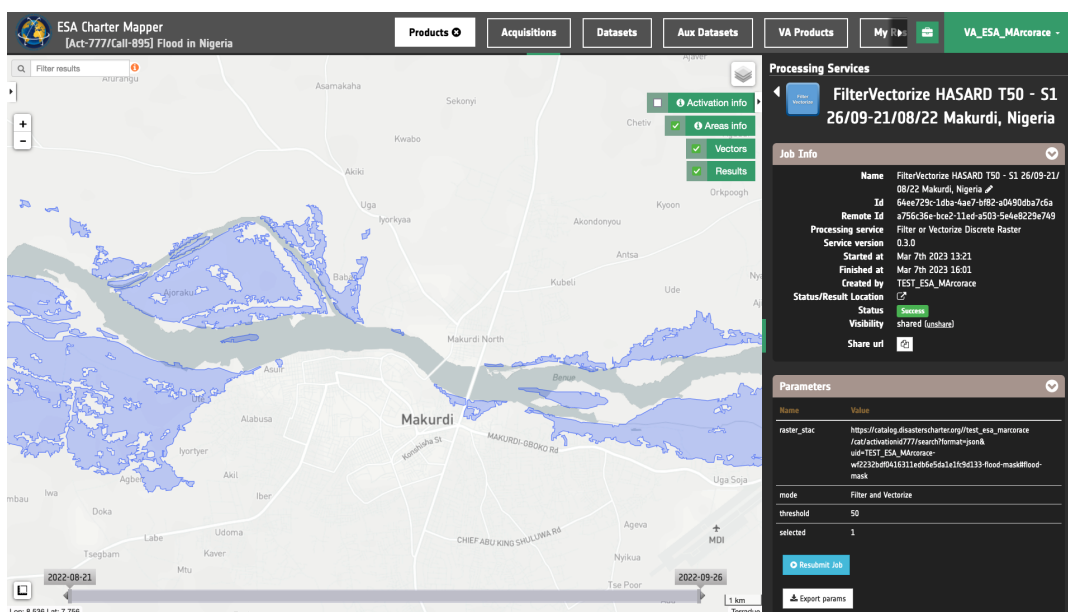 ESA Charter Mapper
[Act-777/Call-895] Flood in Nigeria
Products
Acquisitions
Datasets
Aux Datasets
VA Products
VA_ESA_MArcorace
Filter results
Asamakaha
Sekonyi
Chetiv
Kwabo
Akiki
Orkpoogh
Uga
Kyoon
Iyorkyaa
Akondonyou
Antsa
Kubeli
Ude
Ajoraku
Makurdi North
Asuir
Benue
Makurdi
Alabusa
Konshisha St
MAKURDI-GBOKO Rd
Iyortyer
Akil
Uga Soja
Iwa
Iber
Doka
Ageva
Udoma
CHIEF ABU KING SHULUWA Rd
MDI
Labe
Tsegbam
Kaver
Nyikua
Mtu
Tse Poor
Activation info
Areas info
Vectors
Results
2022-08-21
2022-09-26
1 km
Processing Services
FilterVectorize HASARD T50 - S1
26/09-21/08/22 Makurdi, Nigeria
Job Info
Name FilterVectorize HASARD T50 - S1 26/09-21/
08/22 Makurdi, Nigeria
Id 64ee729c-1dba-4ae7-bf82-a0490dba7c6a
Remote Id a756c36e-bce2-11ed-a503-5e4e8229e749
Processing service Filter or Vectorize Discrete Raster
Service version 0.3.0
Started at Mar 7th 2023 13:21
Finished at Mar 7th 2023 16:01
Created by TEST_ESA_MArcorace
Status/Result Location
Status Success
Visibility shared (unshare)
Share url
Parameters
Name Value
raster_stac https://catalog.disasterscharter.org//test_esa_marcorace
/cat/activationid777/search?format=json&
uid=TEST_ESA_MArcorace-
wf2232bdf0416311edb6e5da1e1fc9d133-flood-mask#flood-
mask
mode Filter and Vectorize
threshold 50
selected 1
Resubmit Job
Export params